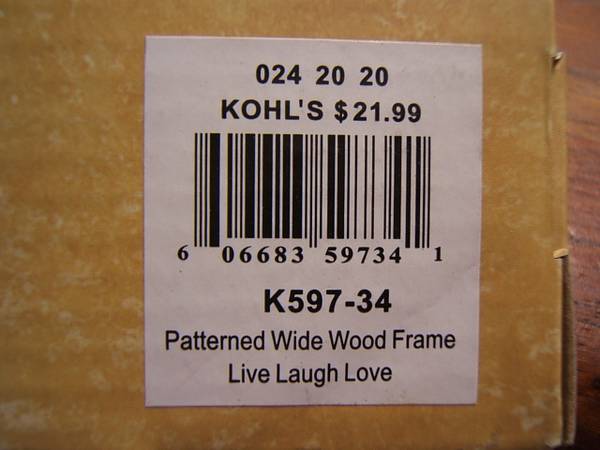 024 20 20
KOHL'S $21.99
6 06683 59734 1
K597-34
Patterned Wide Wood Frame
Live Laugh Love